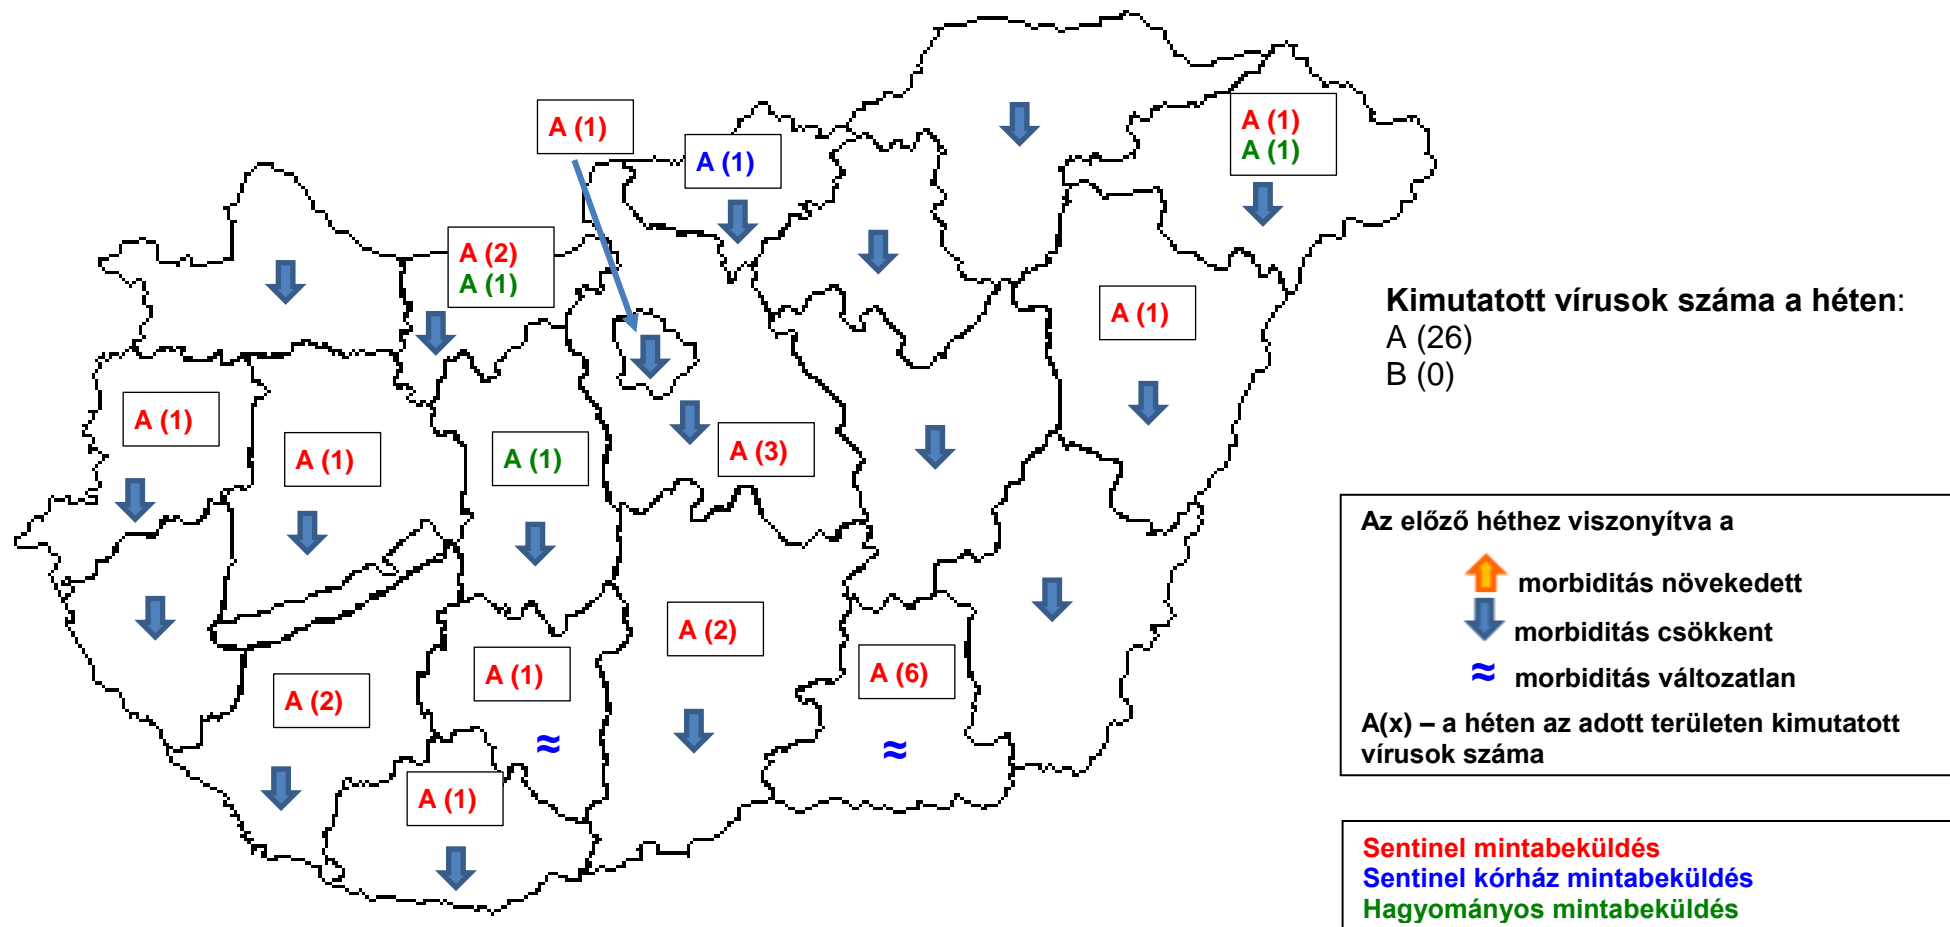 A (1)
A (1)
A (1)
A (1)
A (2)
A (1)
A (1)
A (1)
A (1)
A (1)
A (3)
A (2)
A (1)
A (6)
A (2)
A (1)
Kimutatott vírusok száma a héten:
A (26)
B (0)
Az előző héthez viszonyítva a
morbiditás növekedett
morbiditás csökkent
≈ morbiditás változatlan
A(x) – a héten az adott területen kimutatott
vírusok száma
Sentinel mintabeküldés
Sentinel kórház mintabeküldés
Hagyományos mintabeküldés